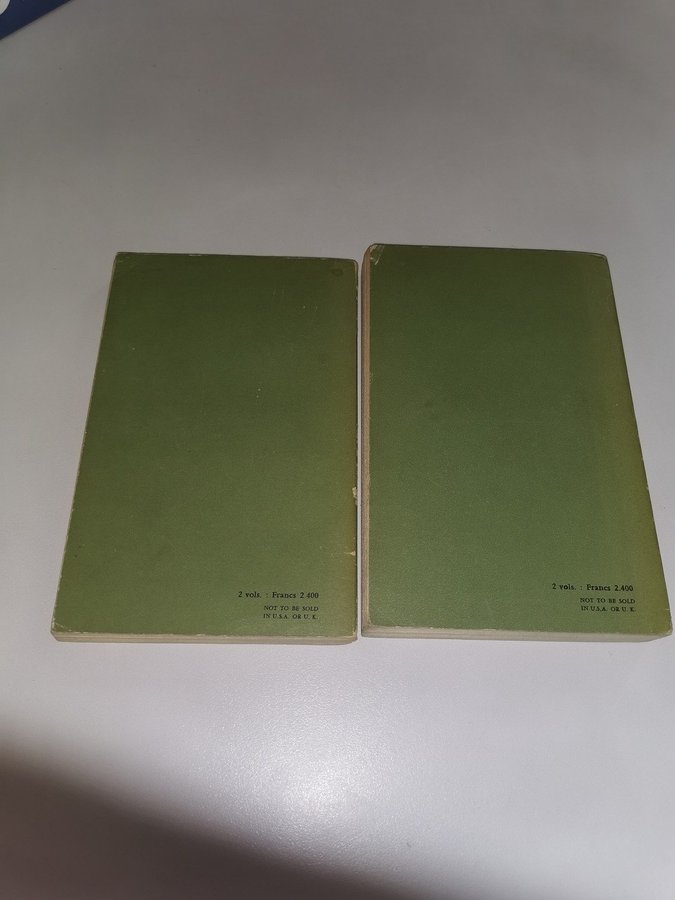 2 vols. : Francs 2.400
NOT TO BE SOLD
IN U.S.A. OR U. K.
2 vols. : Francs 2.400
NOT TO BE SOLD
IN U.S.A. OR U. K.